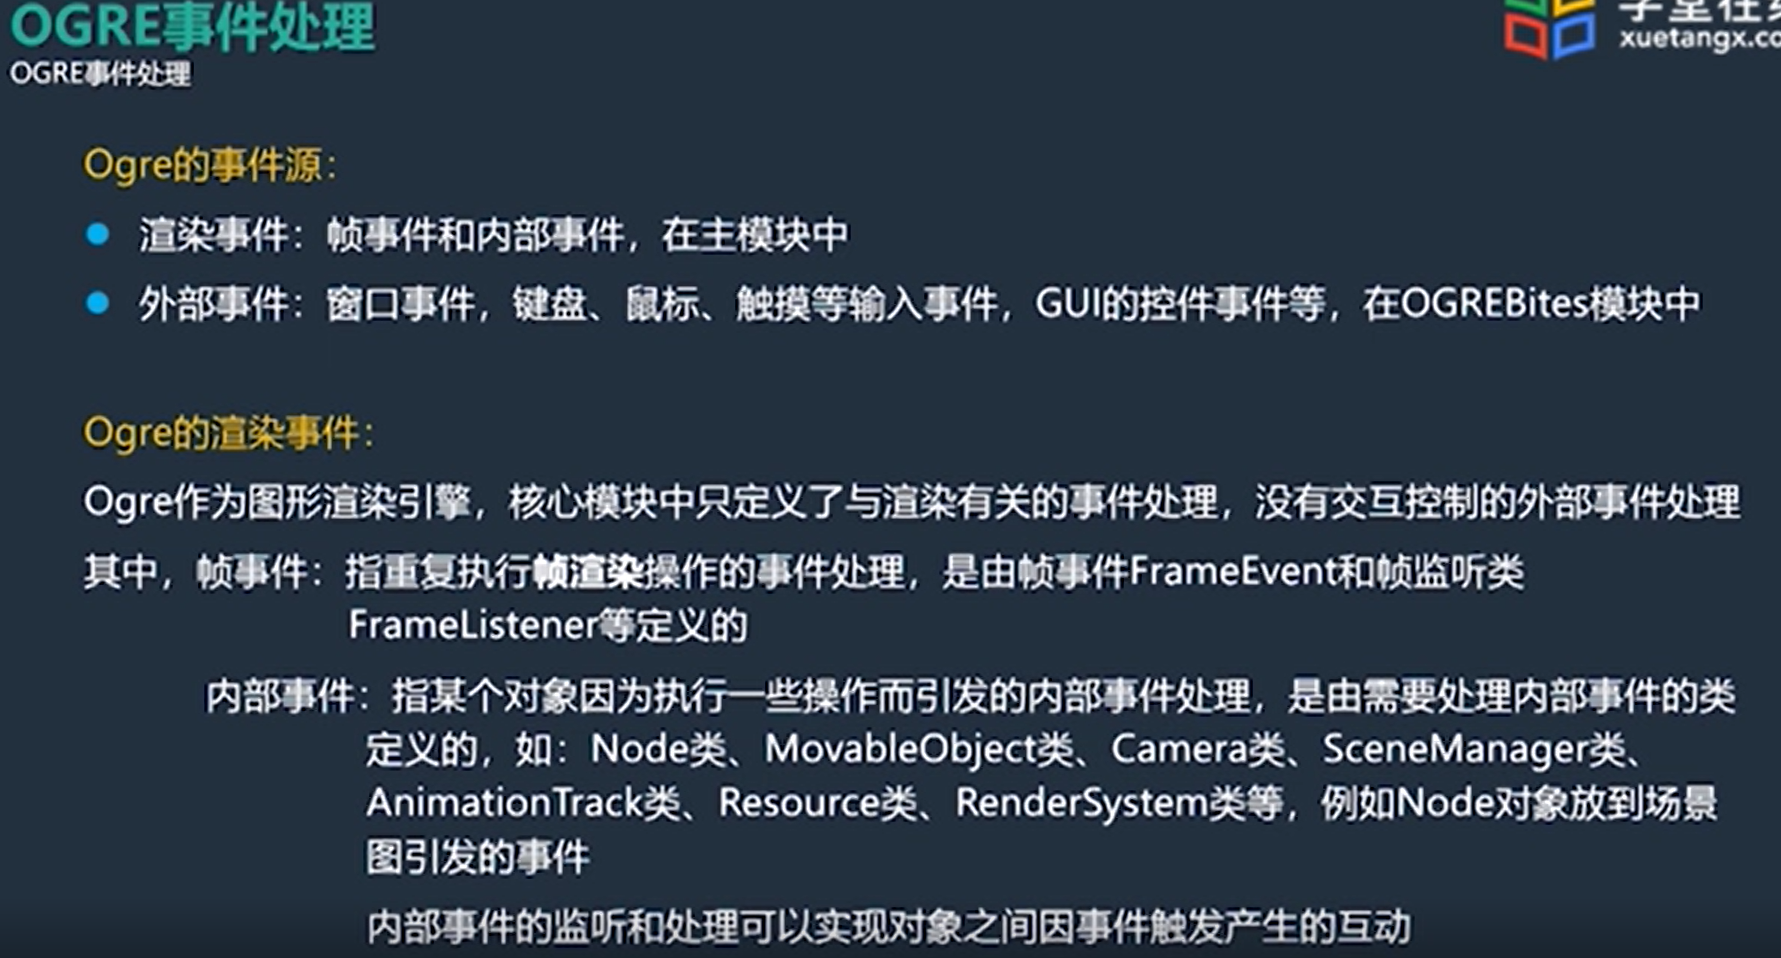 OGRE事件处理
OGRE事件处理
学堂在线
xuetangx.co
Ogre的事件源：
渲染事件：帧事件和内部事件，在主模块中
外部事件：窗口事件，键盘、鼠标、触摸等输入事件，GUI的控件事件等，在OGREBites模块中
Ogre的渲染事件：
Ogre作为图形渲染引擎，核心模块中只定义了与渲染有关的事件处理，没有交互控制的外部事件处理
其中，帧事件：指重复执行帧渲染操作的事件处理，是由帧事件FrameEvent和帧监听类
FrameListener等定义的
内部事件：指某个对象因为执行一些操作而引发的内部事件处理，是由需要处理内部事件的类
定义的，如：Node类、MovableObject类、Camera类、SceneManager类、
AnimationTrack类、Resource类、RenderSystem类等，例如Node对象放到场景
图引发的事件
内部事件的监听和处理可以实现对象之间因事件触发产生的互动